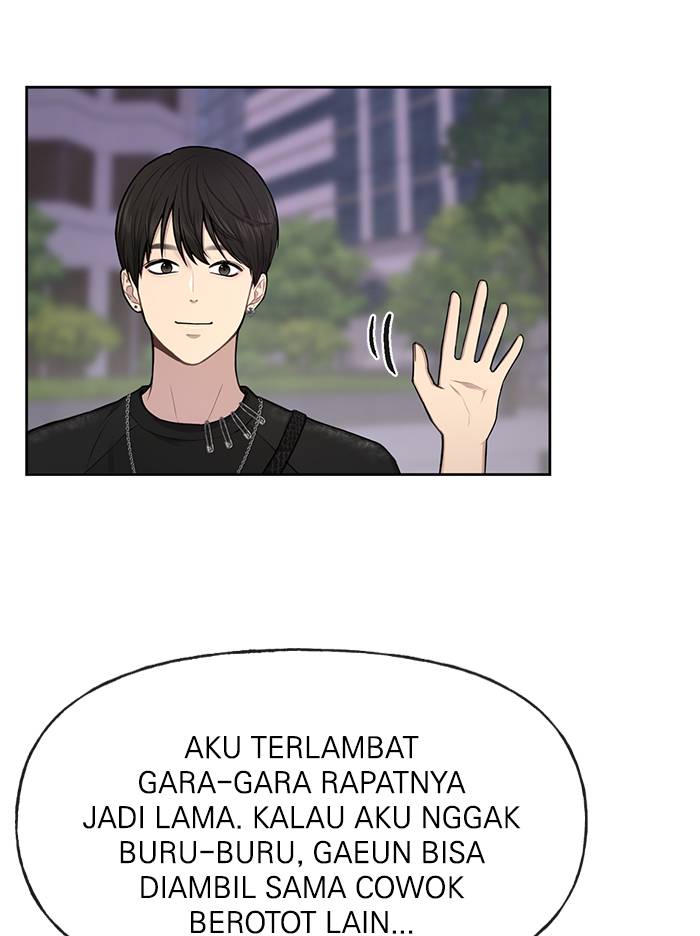 AKU TERLAMBAT
GARA-GARA RAPATNYA
JADI LAMA. KALAU AKU NGGAK
BURU-BURU, GAEUN BISA
DIAMBIL SAMA COWOK
BEROTOT LAIN...